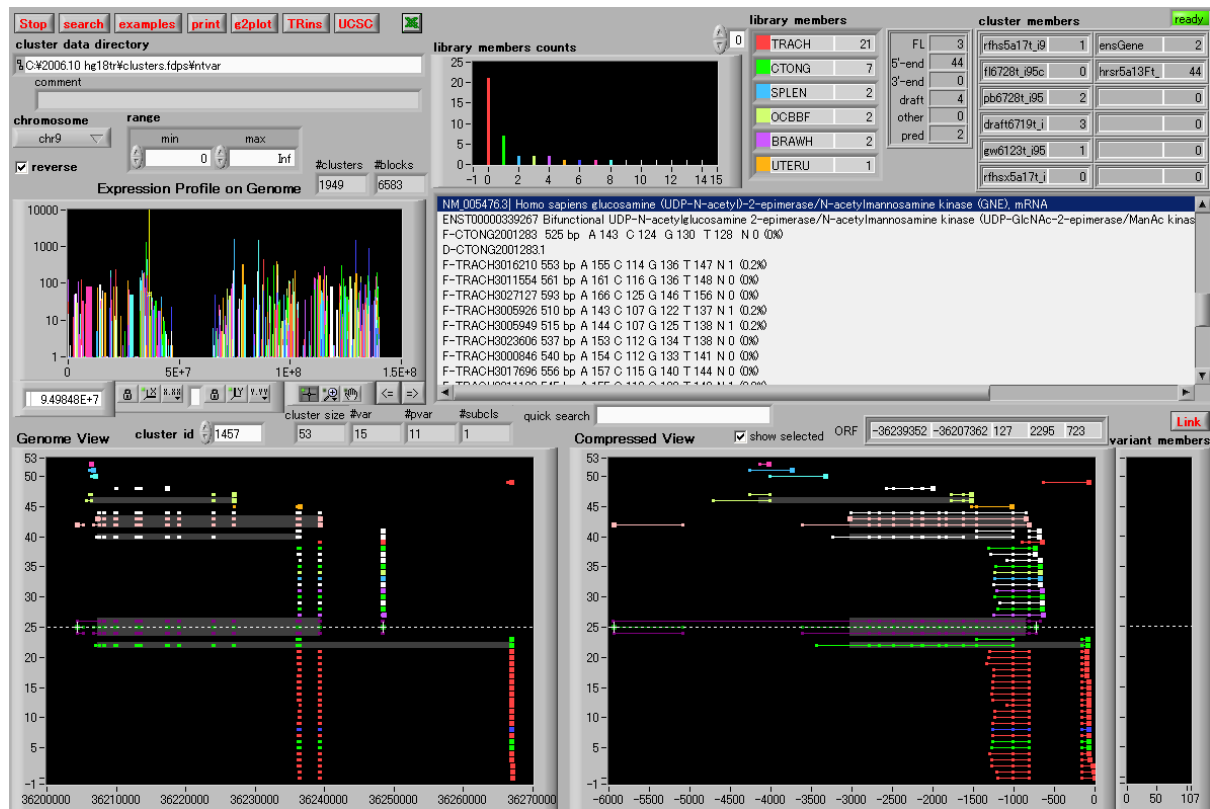 Stop search examples print g2plot TRins UCSC
cluster data directory
C:¥2006.10 hg18tr¥clusters.fdps¥ntvar
comment
chromosome
range
chr9
min max
0 Inf
reverse
#clusters #blocks
1949 6583
Expression Profile on Genome
10000
1000
100
10
1
0 5E+7 1E+8 1.5E+8
9.49848E+7
<= =>
library members counts
0
25
20
15
10
5
0
-1 0 2 4 6 8 10 12 14 15
library members
TRACH 21
CTONG 7
SPLEN 2
OCBBF 2
BRAWH 2
UTERU 1
FL 3
5'-end 44
3'-end 0
draft 4
other 0
pred 2
cluster members
ready
rfhs5a17t_i9 1 ensGene 2
fl6728t_i95c 0 hrsr5a13Ft_ 44
pb6728t_i95 2 0
draft6719t_i 3 0
gw6123t_i95 1 0
rfhsx5a17t_i 0 0
NM_005476.3| Homo sapiens glucosamine (UDP-N-acetyl)-2-epimerase/N-acetylmannosamine kinase (GNE), mRNA
ENST00000339267 Bifunctional UDP-N-acetylglucosamine 2-epimerase/N-acetylmannosamine kinase (UDP-GlcNAc-2-epimerase/ManAc kinas
F-CTONG2001283 525 bp A 143 C 124 G 130 T 128 N 0 (0%)
D-CTONG2001283.1
F-TRACH3016210 553 bp A 155 C 114 G 136 T 147 N 1 (0.2%)
F-TRACH3011554 561 bp A 161 C 116 G 136 T 148 N 0 (0%)
F-TRACH3027127 593 bp A 166 C 125 G 146 T 156 N 0 (0%)
F-TRACH3005926 510 bp A 143 C 107 G 122 T 137 N 1 (0.2%)
F-TRACH3005949 515 bp A 144 C 107 G 125 T 138 N 1 (0.2%)
F-TRACH3023606 537 bp A 153 C 112 G 134 T 138 N 0 (0%)
F-TRACH3000846 540 bp A 154 C 112 G 133 T 141 N 0 (0%)
F-TRACH3017696 556 bp A 157 C 115 G 140 T 144 N 0 (0%)
cluster size #var #pvar #subcls quick search
Genome View cluster id 1457 53 15 11 1
Compressed View show selected ORF -36239352 -36207362 127 2295 723
Link
variant members
53
50
45
40
35
30
25
20
15
10
5
-1
36200000 36210000 36220000 36230000 36240000 36250000 36260000 36270000
53
50
45
40
35
30
25
20
15
10
5
-1
-6000 -5500 -5000 -4500 -4000 -3500 -3000 -2500 -2000 -1500 -1000 -500 0
0 50 107